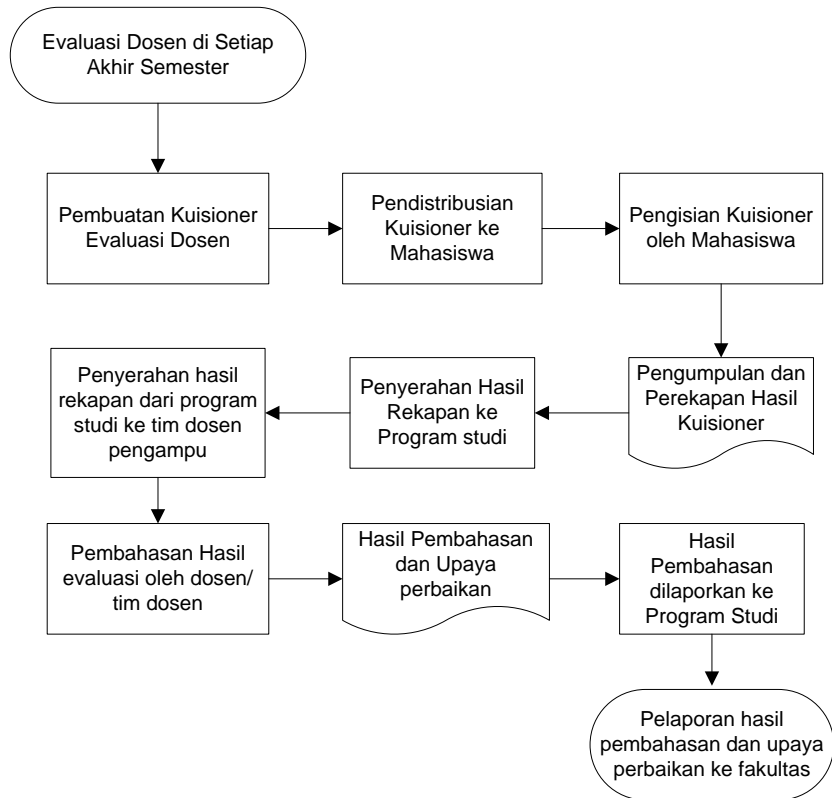 Evaluasi Dosen di Setiap
Akhir Semester
Pembuatan Kuisioner
Evaluasi Dosen
Pendistribusian
Kuisioner ke
Mahasiswa
Pengisian Kuisioner
oleh Mahasiswa
Pengumpulan dan
Perekapan Hasil
Kuisioner
Penyerahan Hasil
Rekapan ke
Program studi
Penyerahan hasil
rekapan dari program
studi ke tim dosen
pengampu
Pembahasan Hasil
evaluasi oleh dosen/
tim dosen
Hasil Pembahasan
dan Upaya
perbaikan
Hasil
Pembahasan
dilaporkan ke
Program Studi
Pelaporan hasil
pembahasan dan upaya
perbaikan ke fakultas